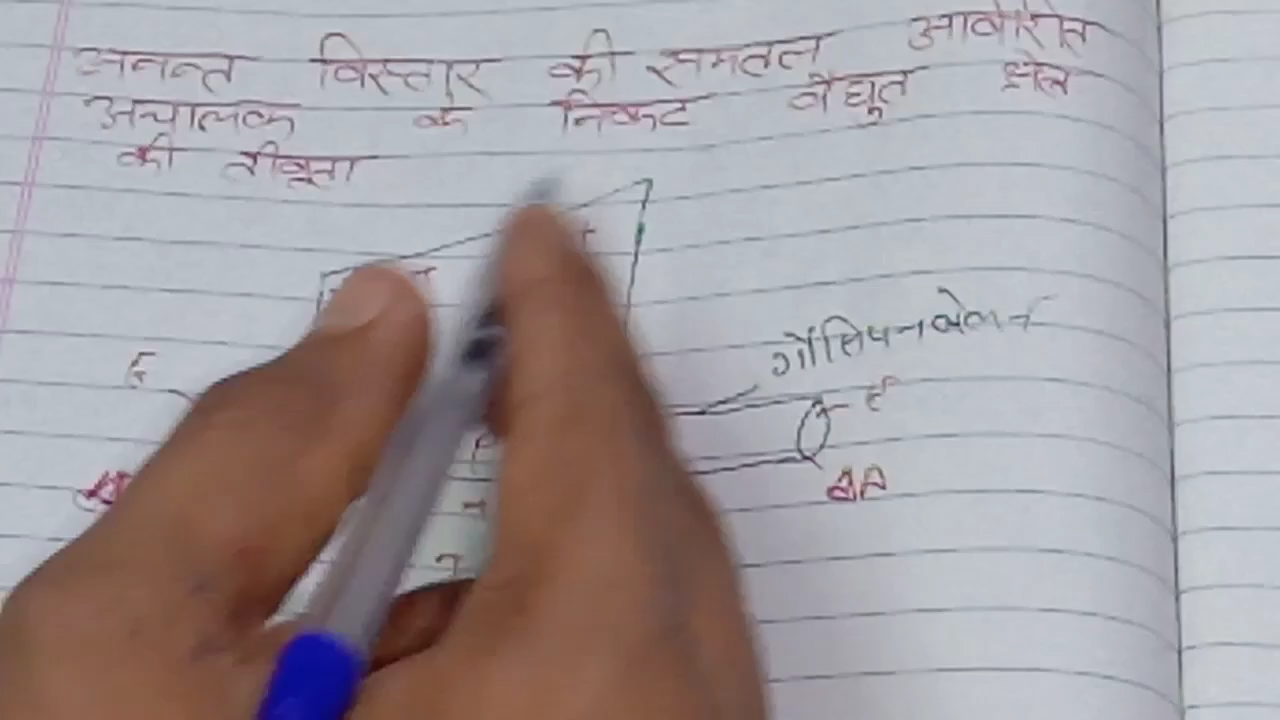 अनन्त विस्तार की समतल आवेशित
अचालक के निकट वैधुत क्षेत्र
की तीव्रता
गॉसियन बेलन
E
E